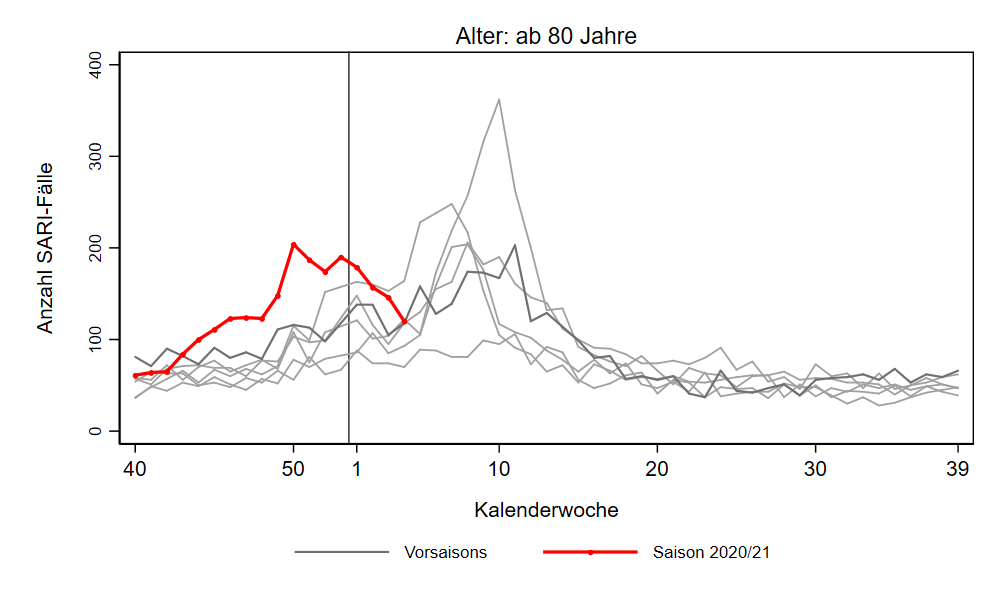 Alter: ab 80 Jahre
Anzahl SARI-Fälle
400
300
200
100
0
40 50 1 10 20 30 39
Kalenderwoche
Vorsaisons Saison 2020/21